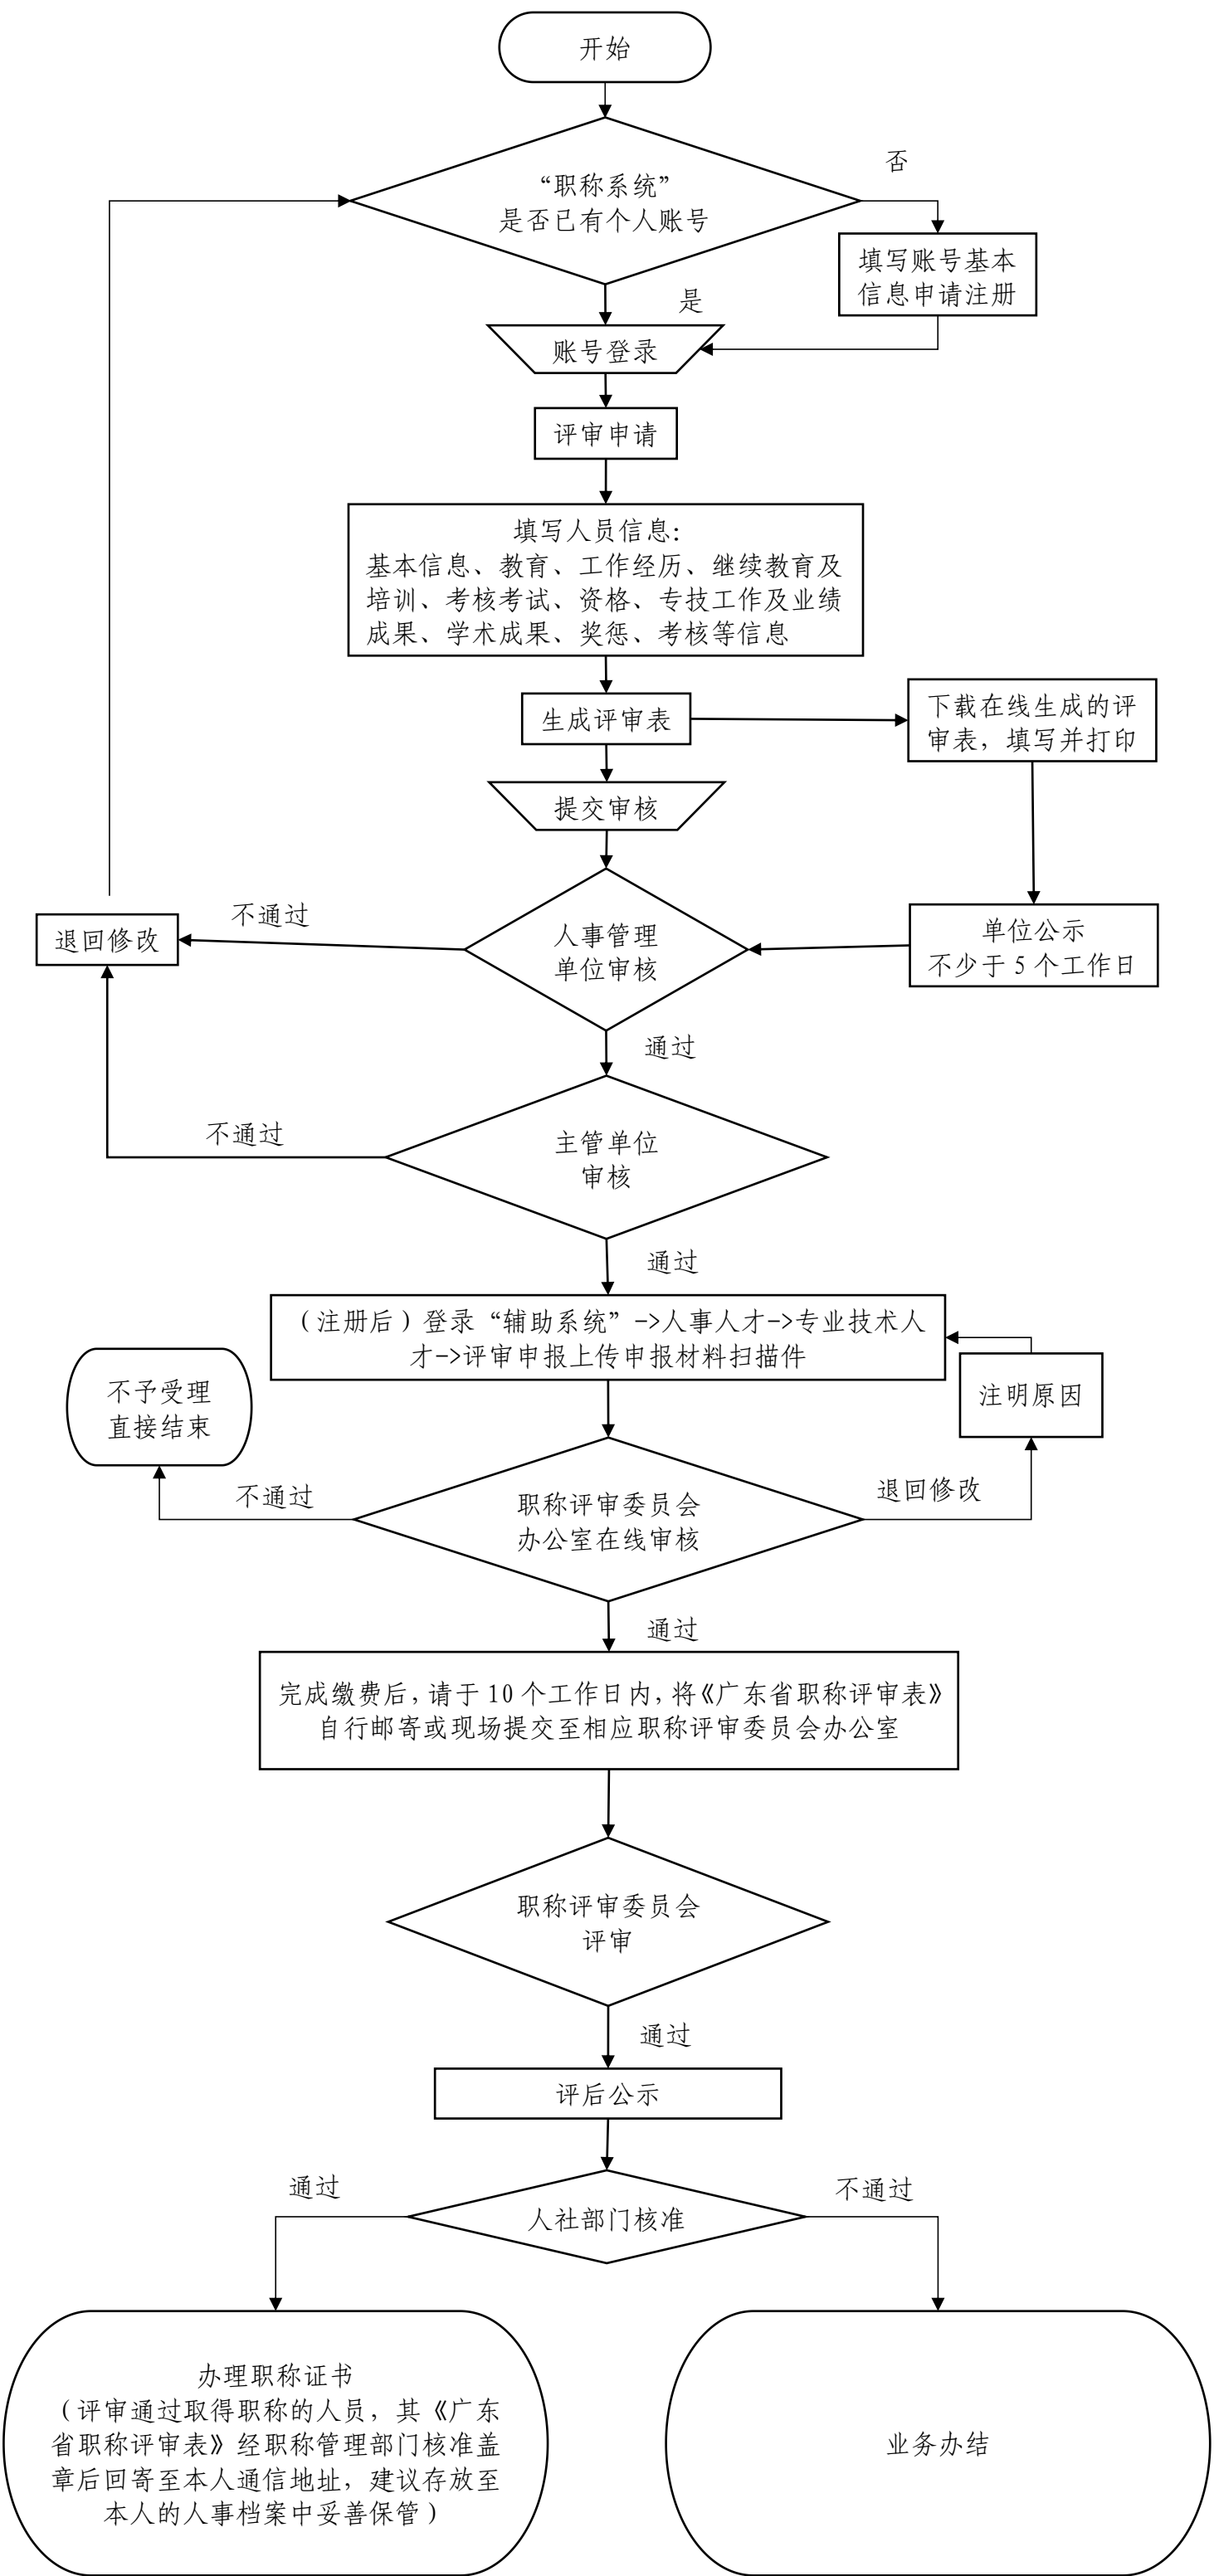 开始
否
“职称系统”
是否已有个人账号
填写账号基本
信息申请注册
是
账号登录
评审申请
填写人员信息：
基本信息、教育、工作经历、继续教育及
培训、考核考试、资格、专技工作及业绩
成果、学术成果、奖惩、考核等信息
生成评审表
下载在线生成的评
审表，填写并打印
提交审核
不通过
退回修改
人事管理
单位审核
单位公示
不少于 5 个工作日
通过
不通过
主管单位
审核
通过
（注册后）登录“辅助系统”->人事人才->专业技术人
才->评审申报上传申报材料扫描件
不予受理
直接结束
注明原因
不通过
退回修改
职称评审委员会
办公室在线审核
通过
完成缴费后，请于 10 个工作日内，将《广东省职称评审表》
自行邮寄或现场提交至相应职称评审委员会办公室
职称评审委员会
评审
通过
评后公示
通过
不通过
人社部门核准
办理职称证书
（评审通过取得职称的人员，其《广东
省职称评审表》经职称管理部门核准盖
章后回寄至本人通信地址，建议存放至
本人的人事档案中妥善保管）
业务办结